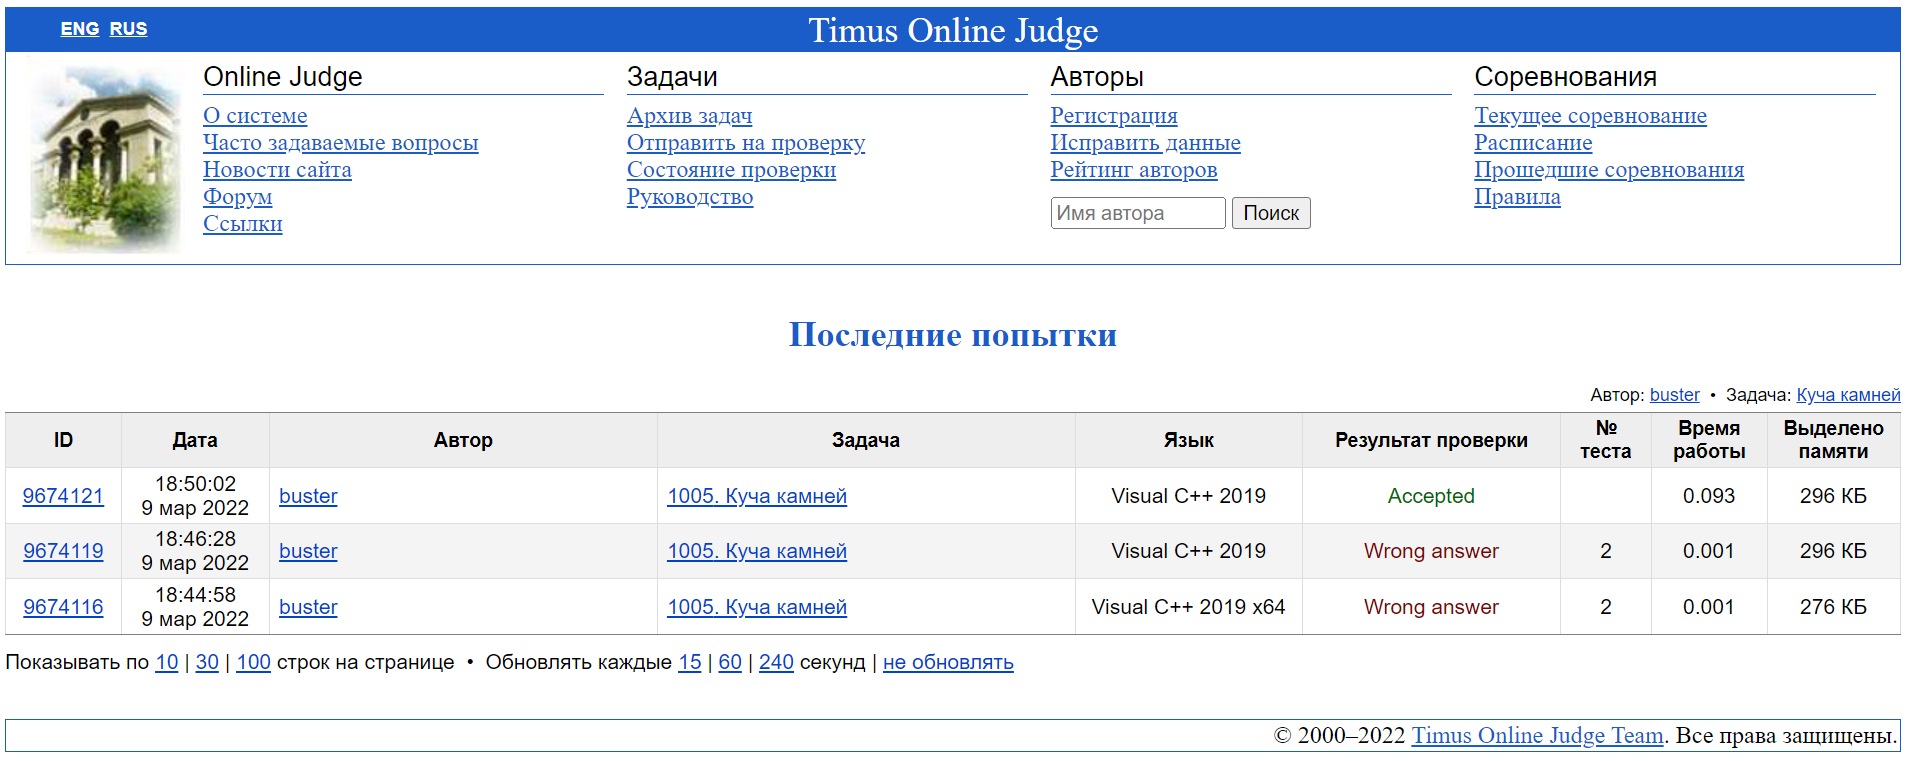 ENG RUS
Timus Online Judge
Online Judge
О системе
Часто задаваемые вопросы
Новости сайта
Форум
Ссылки
Задачи
Архив задач
Отправить на проверку
Состояние проверки
Руководство
Авторы
Регистрация
Исправить данные
Рейтинг авторов
Имя автора Поиск
Соревнования
Текущее соревнование
Расписание
Прошедшие соревнования
Правила
Последние попытки
Автор: buster • Задача: Куча камней
ID Дата Автор Задача Язык Результат проверки № теста Время работы Выделено памяти
9674121 18:50:02 9 мар 2022 buster 1005. Куча камней Visual C++ 2019 Accepted 0.093 296 КБ
9674119 18:46:28 9 мар 2022 buster 1005. Куча камней Visual C++ 2019 Wrong answer 2 0.001 296 КБ
9674116 18:44:58 9 мар 2022 buster 1005. Куча камней Visual C++ 2019 x64 Wrong answer 2 0.001 276 КБ
Показывать по 10 | 30 | 100 строк на странице • Обновлять каждые 15 | 60 | 240 секунд | не обновлять
© 2000–2022 Timus Online Judge Team. Все права защищены.